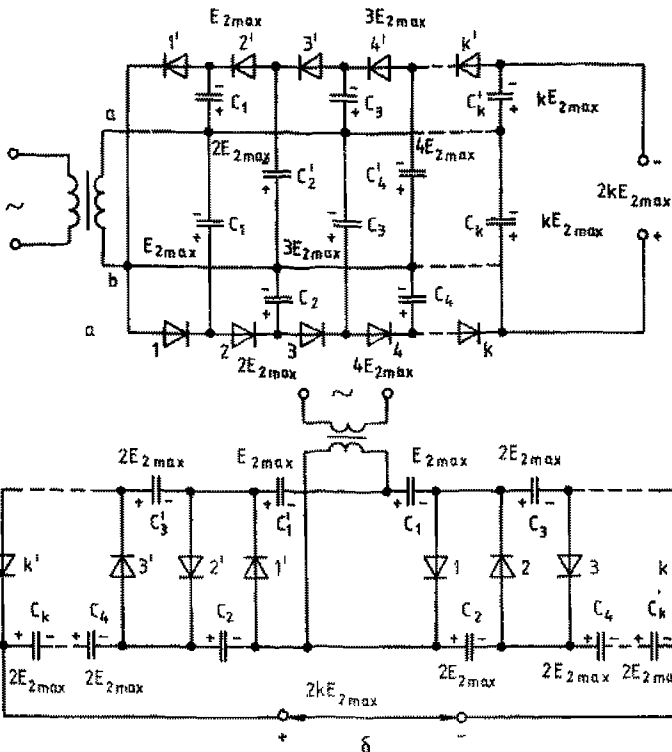 E2max 3E2max
1' 2' 3' 4' k'
C1 C3 C'k kE2max
a
2E2max 4E2max
C'2 C'4 2kE2max
~
C1 C3 Ck kE2max
E2max 3E2max
b
C2 C4
a
1 2 3 4 k
2E2max 4E2max
~
2E2max E2max E2max 2E2max
C'3 C'1 C1 C3
k' 3' 2' 1' 1 2 3 k
Ck C4 C2 C2 C4 C'k
2E2max 2E2max 2E2max 2E2max 2E2max
2kE2max
+ δ -